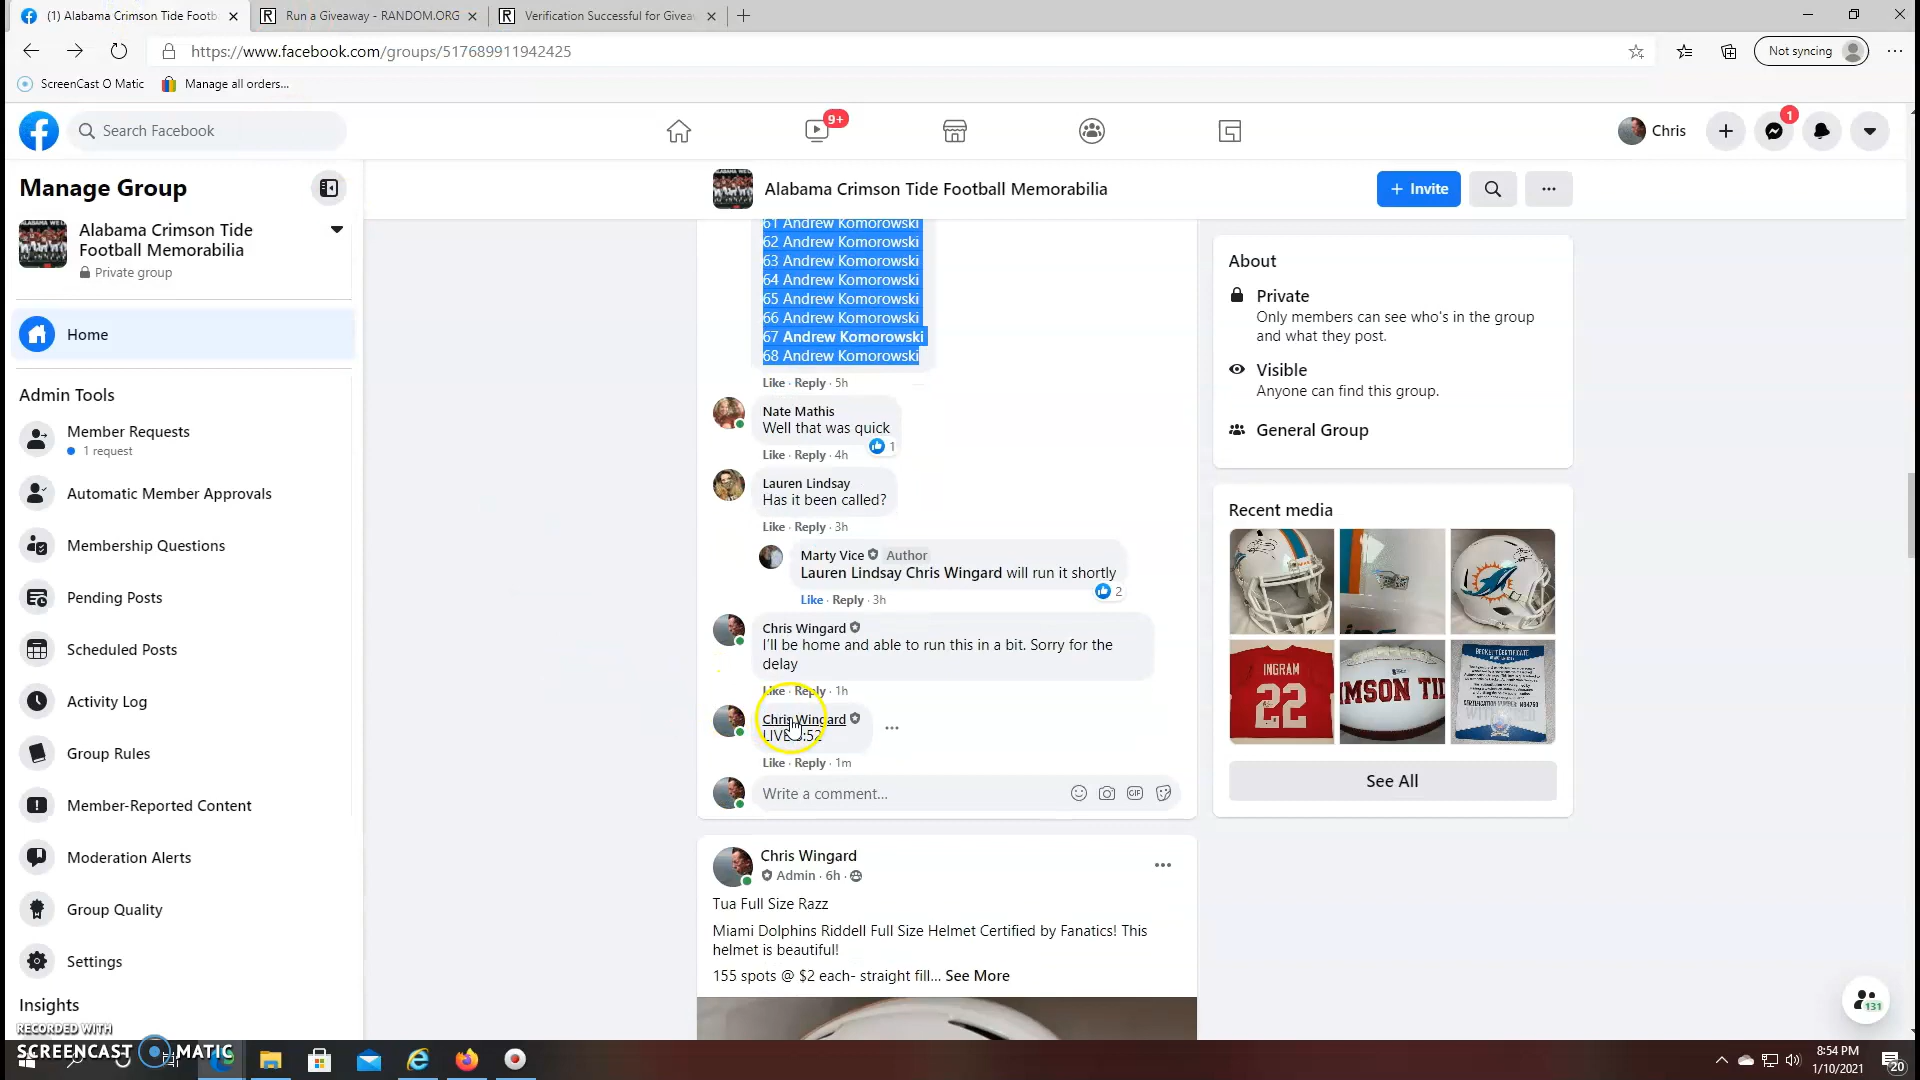 (1) Alabama Crimson Tide Footb
Run a Giveaway - RANDOM.ORG
Verification Successful for Givea
https://www.facebook.com/groups/517689911942425
Not syncing
ScreenCast O Matic
Manage all orders...
Search Facebook
9+
Chris
1
Manage Group
Alabama Crimson Tide Football Memorabilia
Private group
Home
Admin Tools
Member Requests
1 request
Automatic Member Approvals
Membership Questions
Pending Posts
Scheduled Posts
Activity Log
Group Rules
Member-Reported Content
Moderation Alerts
Group Quality
Settings
Insights
Alabama Crimson Tide Football Memorabilia
+ Invite
61 Andrew Komorowski
62 Andrew Komorowski
63 Andrew Komorowski
64 Andrew Komorowski
65 Andrew Komorowski
66 Andrew Komorowski
67 Andrew Komorowski
68 Andrew Komorowski
Like · Reply · 5h
Nate Mathis
Well that was quick
1
Like · Reply · 4h
Lauren Lindsay
Has it been called?
Like · Reply · 3h
Marty Vice Author
Lauren Lindsay Chris Wingard will run it shortly
2
Like · Reply · 3h
Chris Wingard
I'll be home and able to run this in a bit. Sorry for the
delay
Like · Reply · 1h
Chris Wingard
LIVE :52
Like · Reply · 1m
Write a comment...
GIF
Chris Wingard
Admin · 6h ·
Tua Full Size Razz
Miami Dolphins Riddell Full Size Helmet Certified by Fanatics! This
helmet is beautiful!
155 spots @ $2 each- straight fill... See More
About
Private
Only members can see who's in the group
and what they post.
Visible
Anyone can find this group.
General Group
Recent media
INGRAM
22
IMSON TI
BECKETT CERTIFICATE
See All
131
RECORDED WITH
SCREENCAST MATIC
8:54 PM
1/10/2021
20